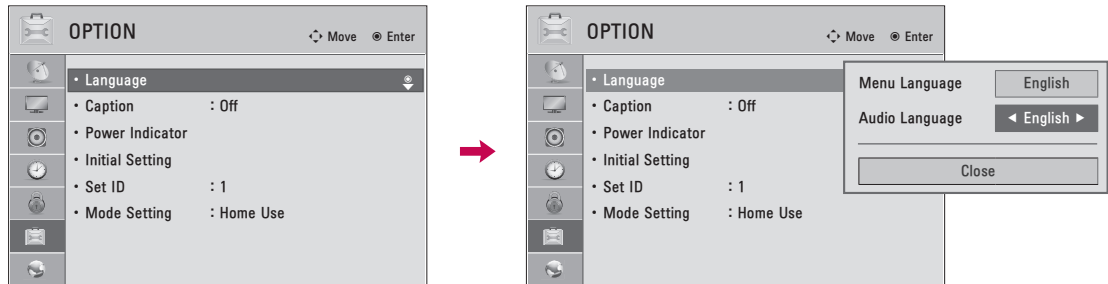 OPTION
Move Enter
• Language
• Caption : Off
• Power Indicator
• Initial Setting
• Set ID : 1
• Mode Setting : Home Use
OPTION
Move Enter
• Language
• Caption : Off
• Power Indicator
• Initial Setting
• Set ID : 1
• Mode Setting : Home Use
Menu Language English
Audio Language ◄ English ►
Close